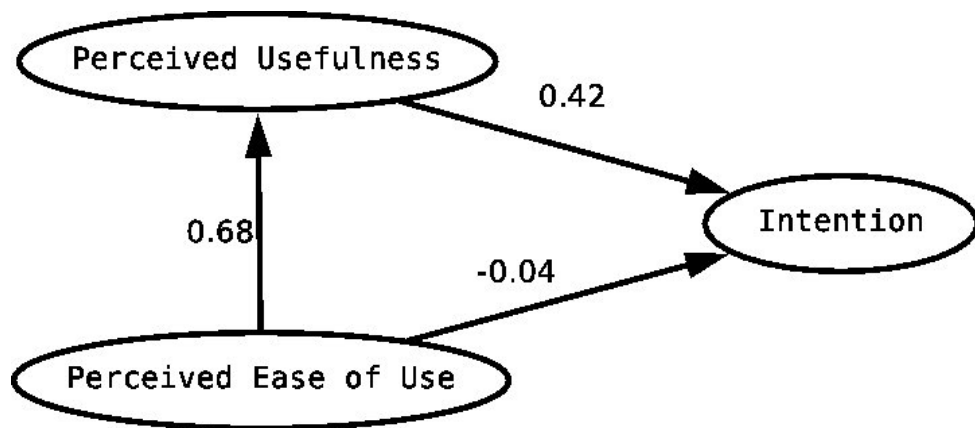 Perceived Usefulness
0.42
Intention
0.68
-0.04
Perceived Ease of Use